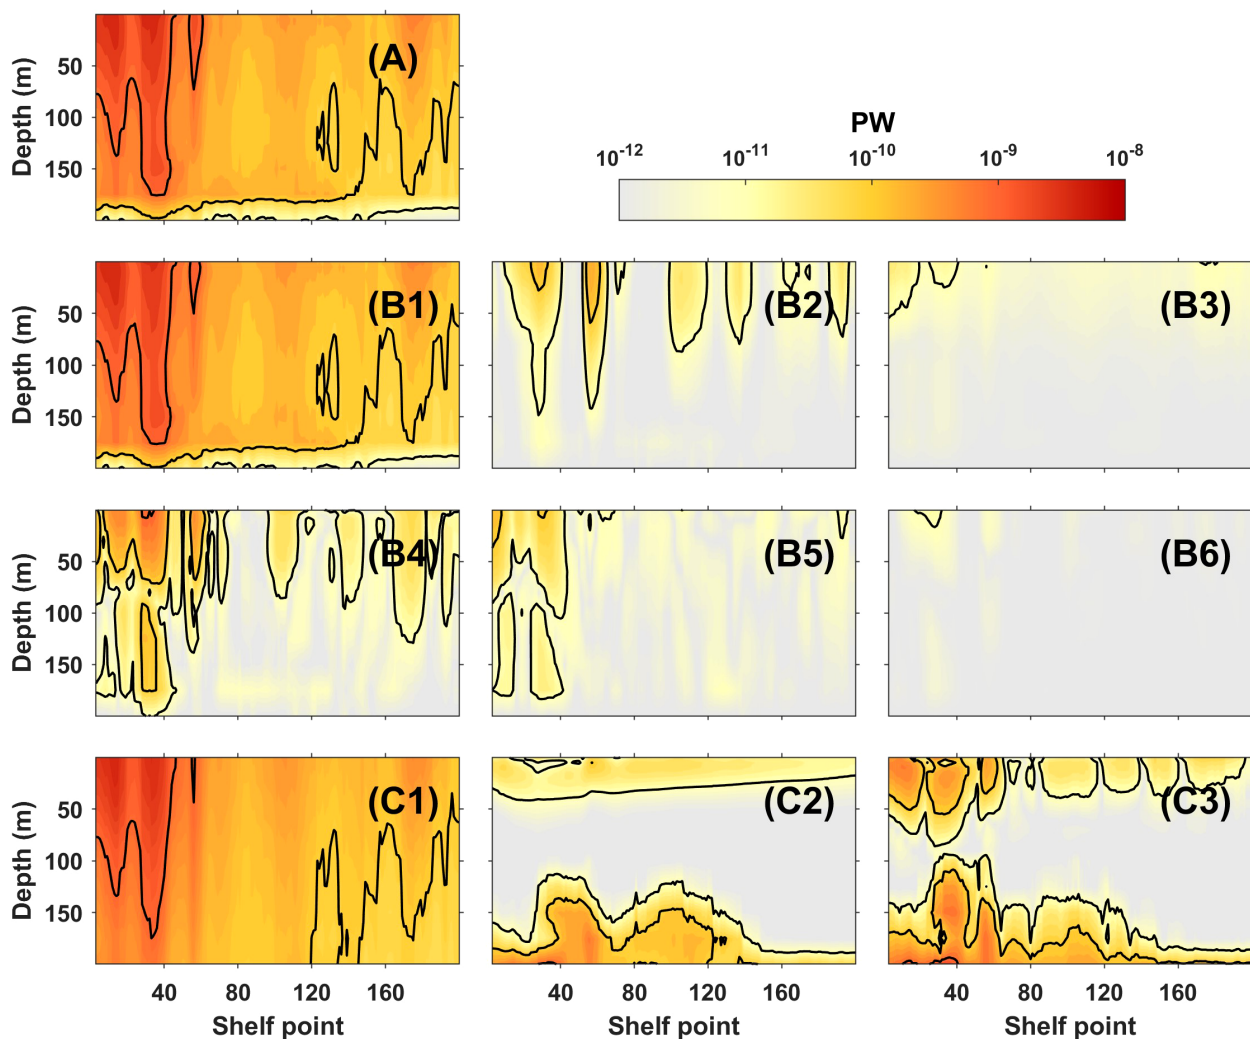 Depth (m)
50
100
150
(A)
PW
10-12
10-11
10-10
10-9
10-8
Depth (m)
50
100
150
(B1)
(B2)
(B3)
Depth (m)
50
100
150
(B4)
(B5)
(B6)
Depth (m)
50
100
150
(C1)
(C2)
(C3)
40 80 120 160
40 80 120 160
40 80 120 160
Shelf point
Shelf point
Shelf point